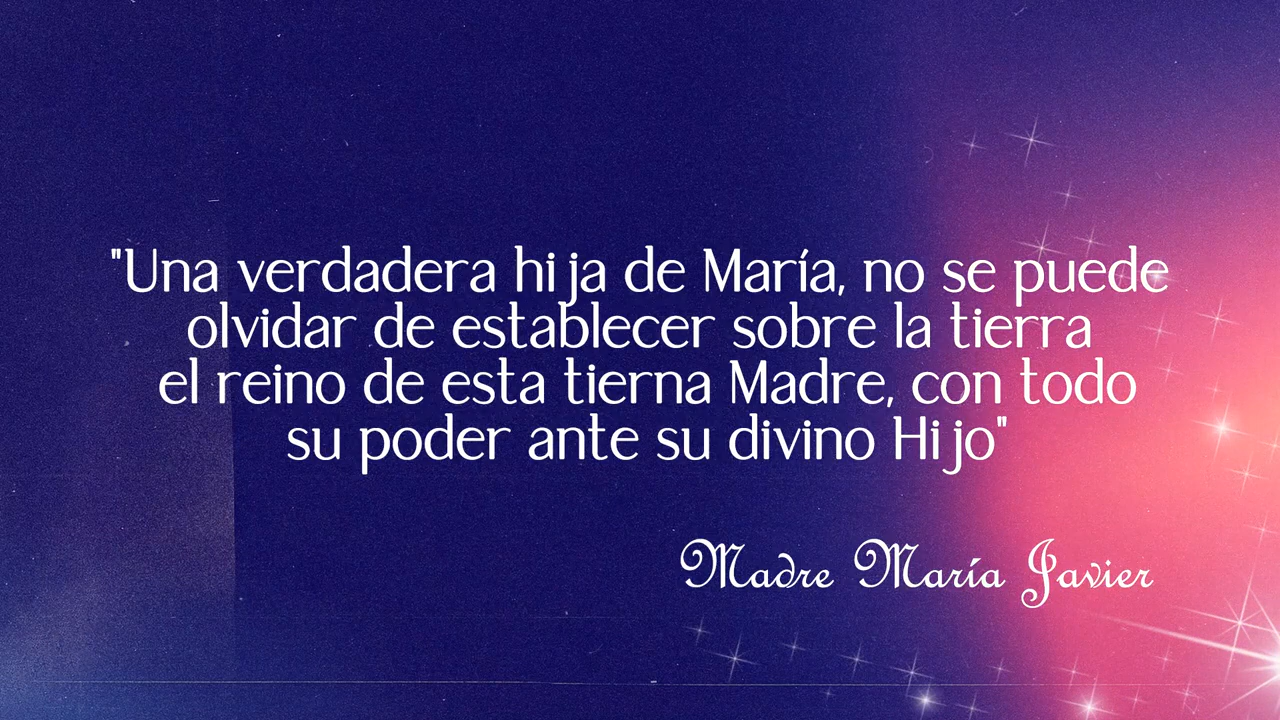 "Una verdadera hija de María, no se puede
olvidar de establecer sobre la tierra
el reino de esta tierna Madre, con todo
su poder ante su divino Hijo"
Madre María Javier